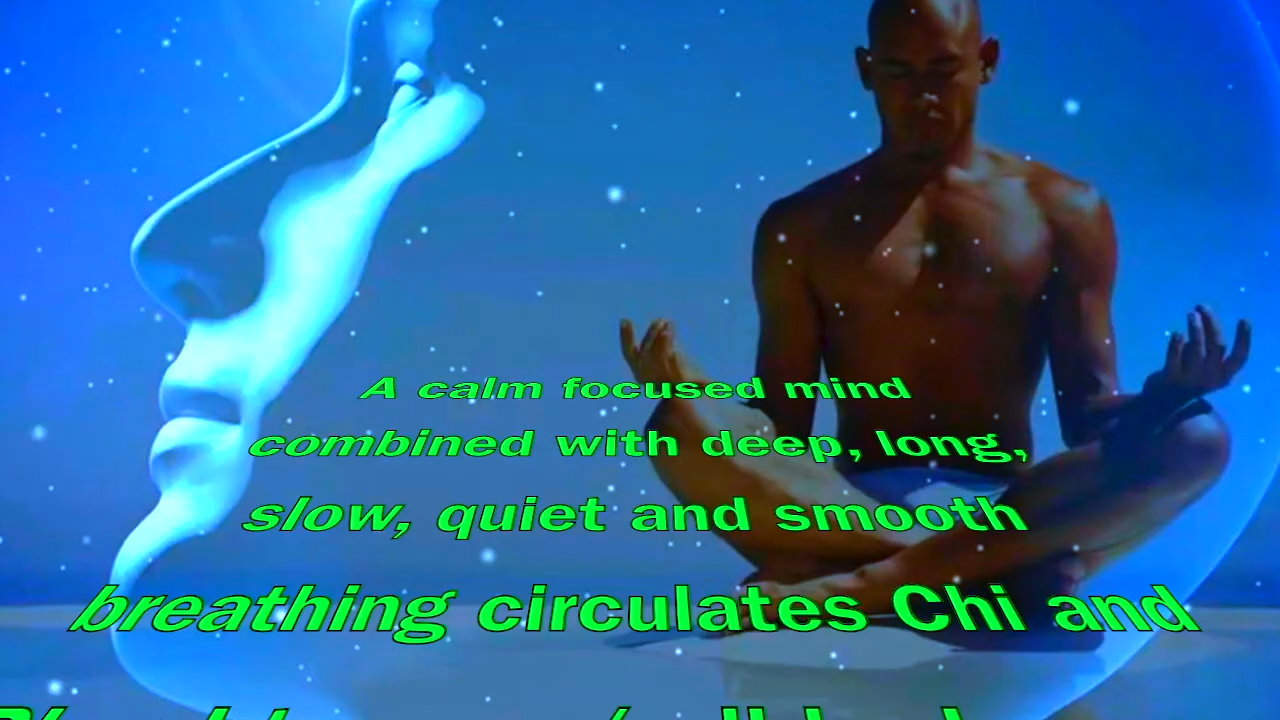 A calm focused mind
combined with deep, long,
slow, quiet and smooth
breathing circulates Chi and